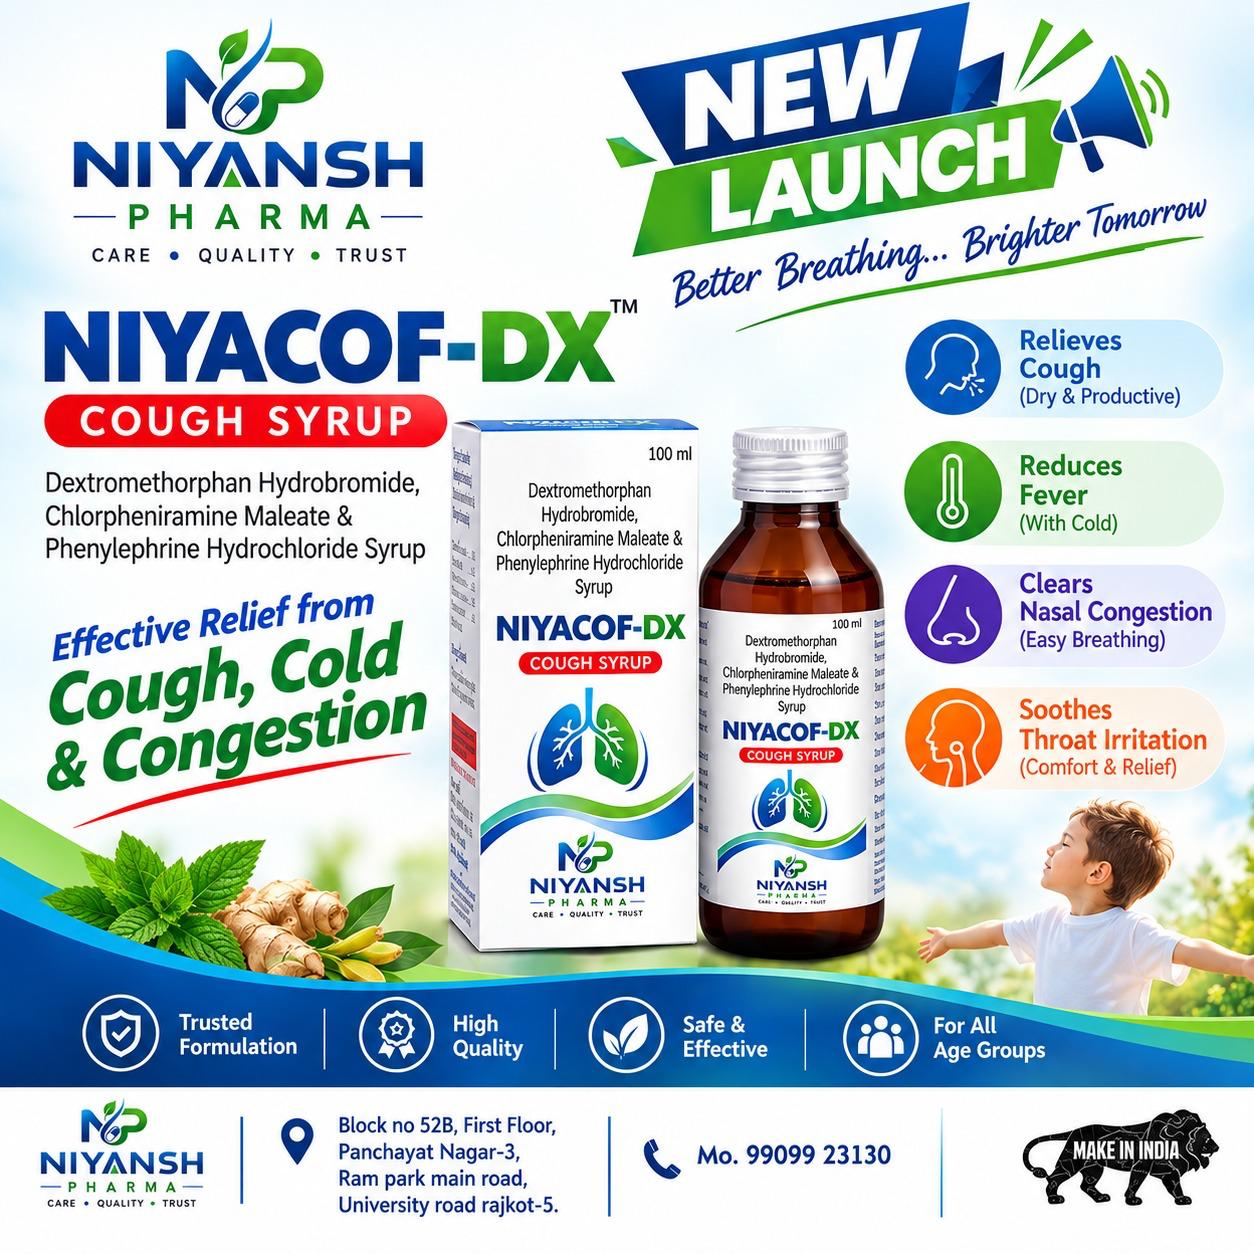 NIYANSH
PHARMA
CARE • QUALITY • TRUST
NEW
LAUNCH
Better Breathing... Brighter Tomorrow
NIYACOF-DX™
COUGH SYRUP
Dextromethorphan Hydrobromide,
Chlorpheniramine Maleate &
Phenylephrine Hydrochloride Syrup
Effective Relief from
Cough, Cold
& Congestion
100 ml
Dextromethorphan
Hydrobromide,
Chlorpheniramine Maleate &
Phenylephrine Hydrochloride
Syrup
NIYACOF-DX
COUGH SYRUP
NIYANSH
PHARMA
CARE • QUALITY • TRUST
100 ml
Dextromethorphan
Hydrobromide,
Chlorpheniramine Maleate &
Phenylephrine Hydrochloride
Syrup
NIYACOF-DX
COUGH SYRUP
NIYANSH
PHARMA
CARE • QUALITY • TRUST
Relieves
Cough
(Dry & Productive)
Reduces
Fever
(With Cold)
Clears
Nasal Congestion
(Easy Breathing)
Soothes
Throat Irritation
(Comfort & Relief)
Trusted
Formulation
High
Quality
Safe &
Effective
For All
Age Groups
NIYANSH
PHARMA
CARE • QUALITY • TRUST
Block no 52B, First Floor,
Panchayat Nagar-3,
Ram park main road,
University road rajkot-5.
Mo. 99099 23130
MAKE IN INDIA